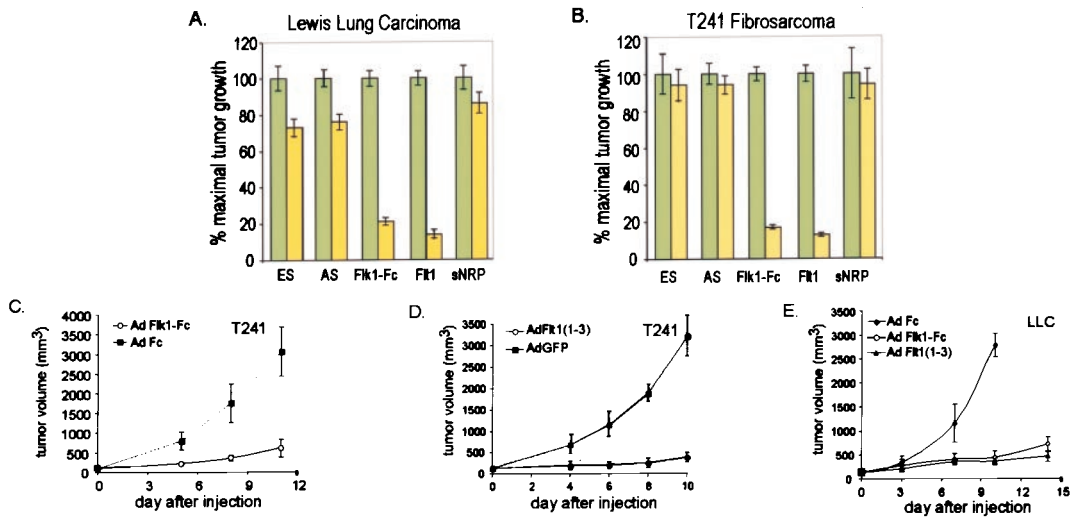 A.
Lewis Lung Carcinoma
% maximal tumor growth
120
100
80
60
40
20
0
ES AS Flk1-Fc Flt1 sNRP
B.
T241 Fibrosarcoma
% maximal tumor growth
120
100
80
60
40
20
0
ES AS Flk1-Fc Flt1 sNRP
C.
T241
Ad Flk1-Fc
Ad Fc
tumor volume (mm3)
4000
3500
3000
2500
2000
1500
1000
500
0
0 3 6 9 12
day after injection
D.
T241
AdFlt1(1-3)
AdGFP
tumor volume (mm3)
3500
3000
2500
2000
1500
1000
500
0
0 2 4 6 8 10
day after injection
E.
LLC
Ad Fc
Ad Flk1-Fc
Ad Flt1(1-3)
tumor volume (mm3)
3500
3000
2500
2000
1500
1000
500
0
0 3 6 9 12 15
day after injection